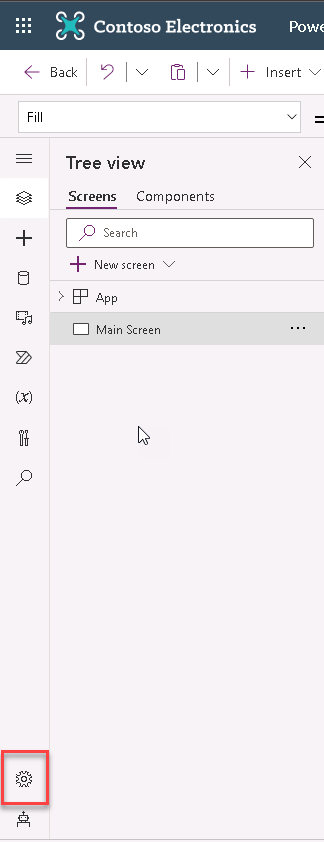 Contoso Electronics Powe
Back Insert
Fill =
Tree view
Screens Components
Search
New screen
App
Main Screen
(x)